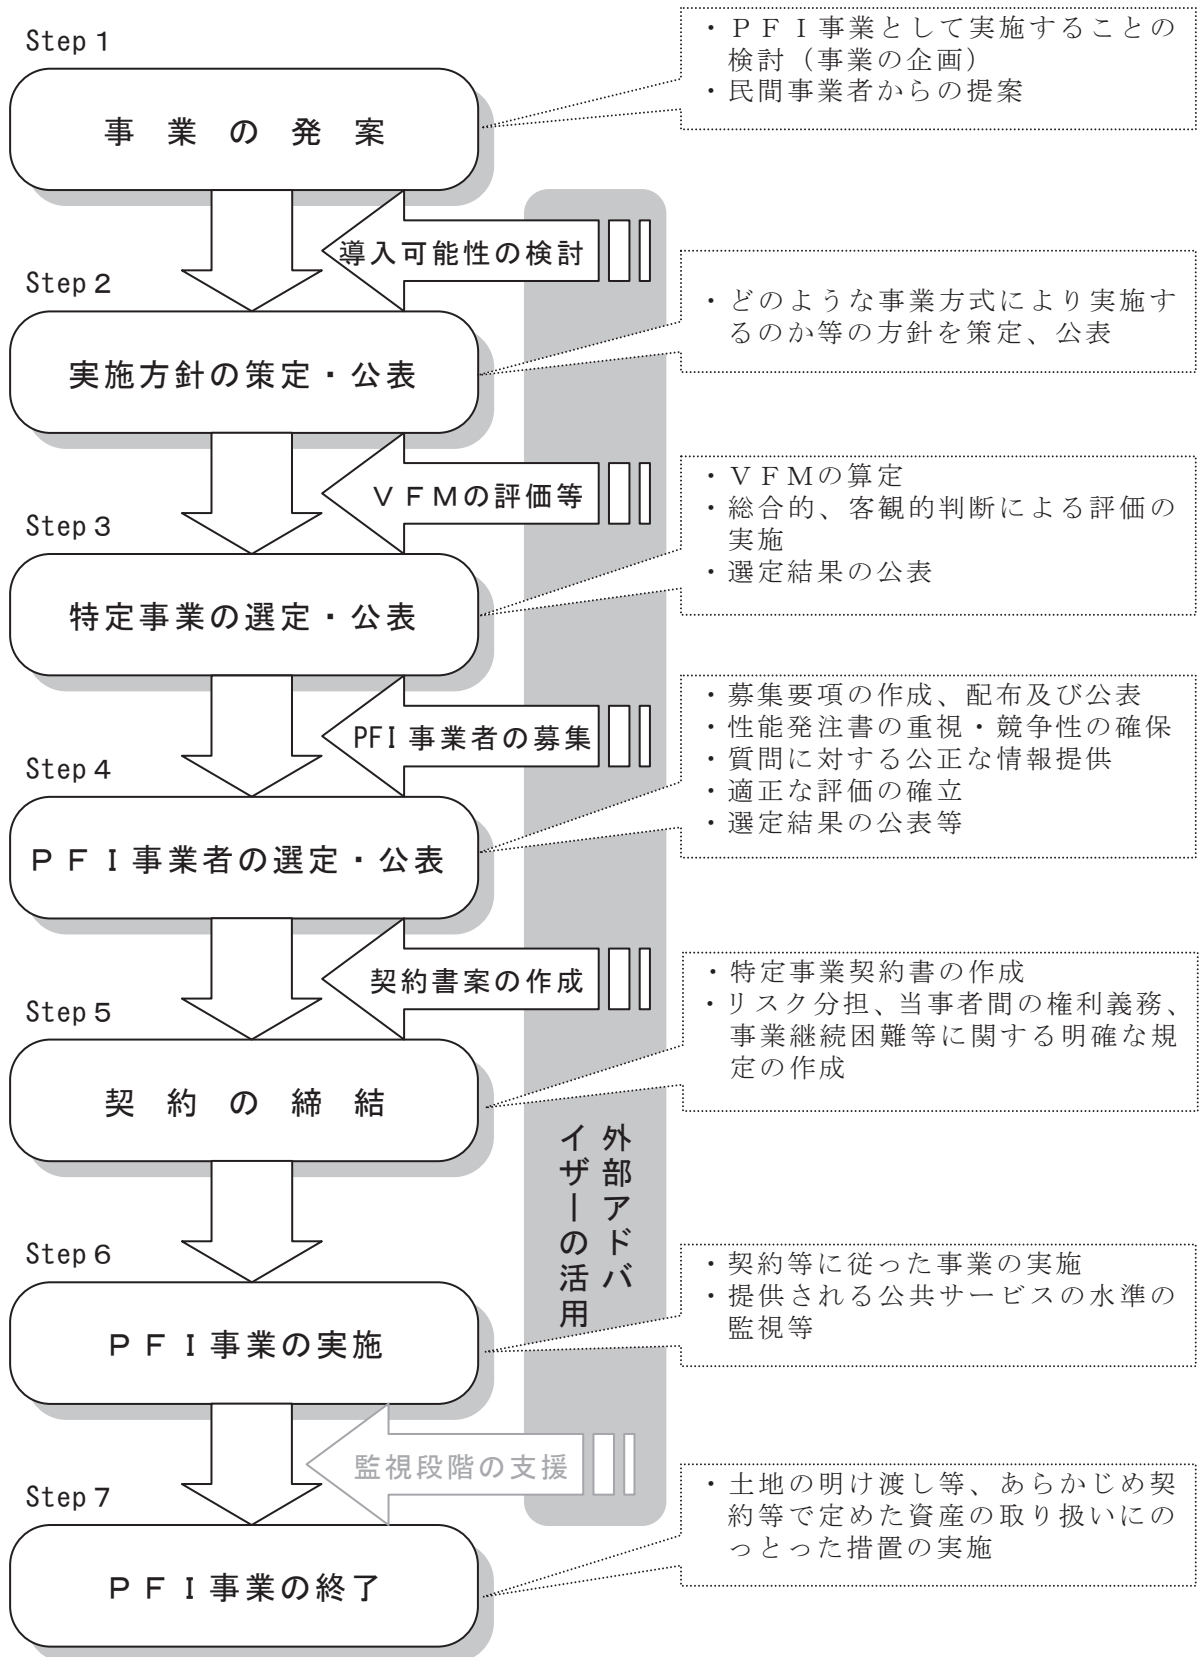 Step 1
事業の発案
・ＰＦＩ事業として実施することの
検討（事業の企画）
・民間事業者からの提案
導入可能性の検討
Step 2
実施方針の策定・公表
・どのような事業方式により実施す
るのか等の方針を策定、公表
ＶＦＭの評価等
Step 3
特定事業の選定・公表
・ＶＦＭの算定
・総合的、客観的判断による評価の
実施
・選定結果の公表
PFI 事業者の募集
Step 4
ＰＦＩ事業者の選定・公表
・募集要項の作成、配布及び公表
・性能発注書の重視・競争性の確保
・質問に対する公正な情報提供
・適正な評価の確立
・選定結果の公表等
契約書案の作成
Step 5
契約の締結
・特定事業契約書の作成
・リスク分担、当事者間の権利義務、
事業継続困難等に関する明確な規
定の作成
外部アドバ
イザーの活用
Step 6
ＰＦＩ事業の実施
・契約等に従った事業の実施
・提供される公共サービスの水準の
監視等
監視段階の支援
Step 7
ＰＦＩ事業の終了
・土地の明け渡し等、あらかじめ契
約等で定めた資産の取り扱いにの
っとった措置の実施